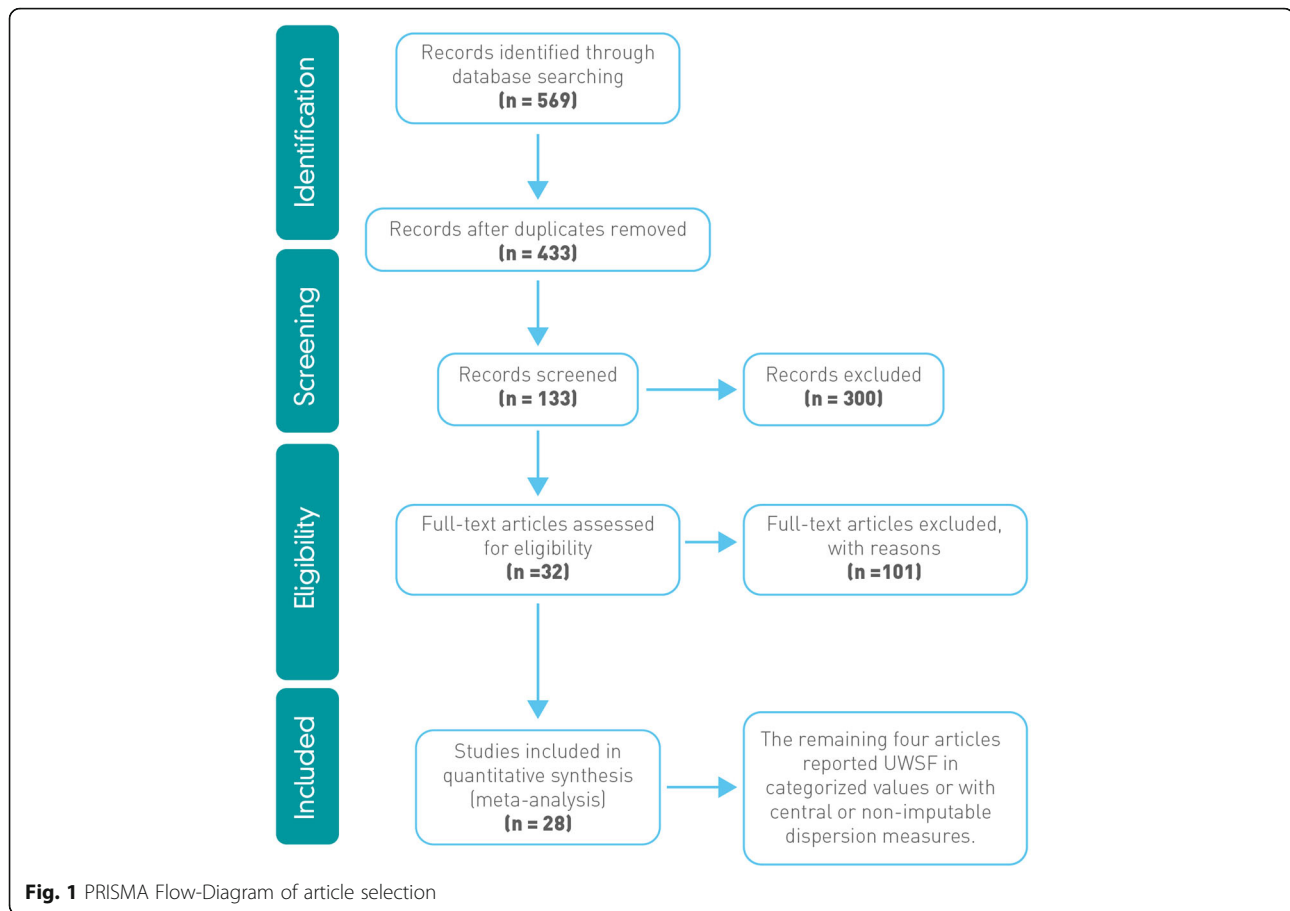 Identification
Records identified through
database searching
(n = 569)
Records after duplicates removed
(n = 433)
Screening
Records screened
(n = 133)
Records excluded
(n = 300)
Eligibility
Full-text articles assessed
for eligibility
(n =32)
Full-text articles excluded,
with reasons
(n =101)
Included
Studies included in
quantitative synthesis
(meta-analysis)
(n = 28)
The remaining four articles
reported UWSF in
categorized values or with
central or non-imputable
dispersion measures.
Fig. 1 PRISMA Flow-Diagram of article selection